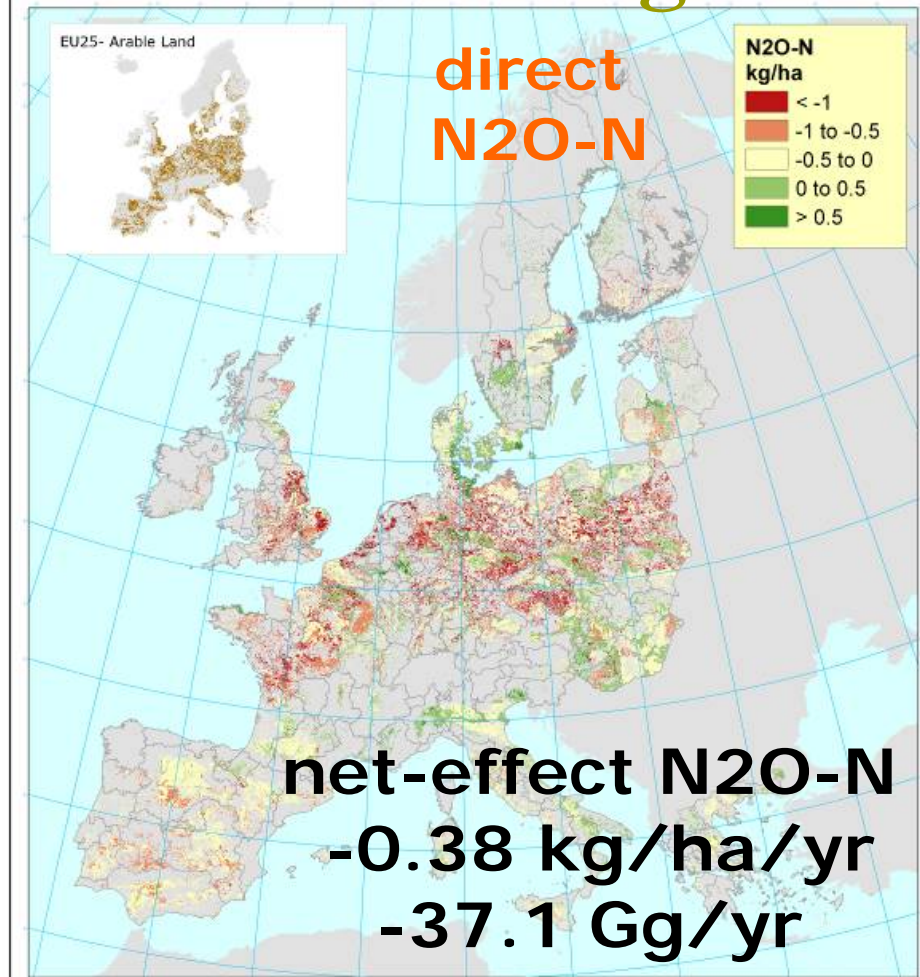 EU25- Arable Land
direct
N2O-N
N2O-N
kg/ha
< -1
-1 to -0.5
-0.5 to 0
0 to 0.5
> 0.5
net-effect N2O-N
-0.38 kg/ha/yr
-37.1 Gg/yr